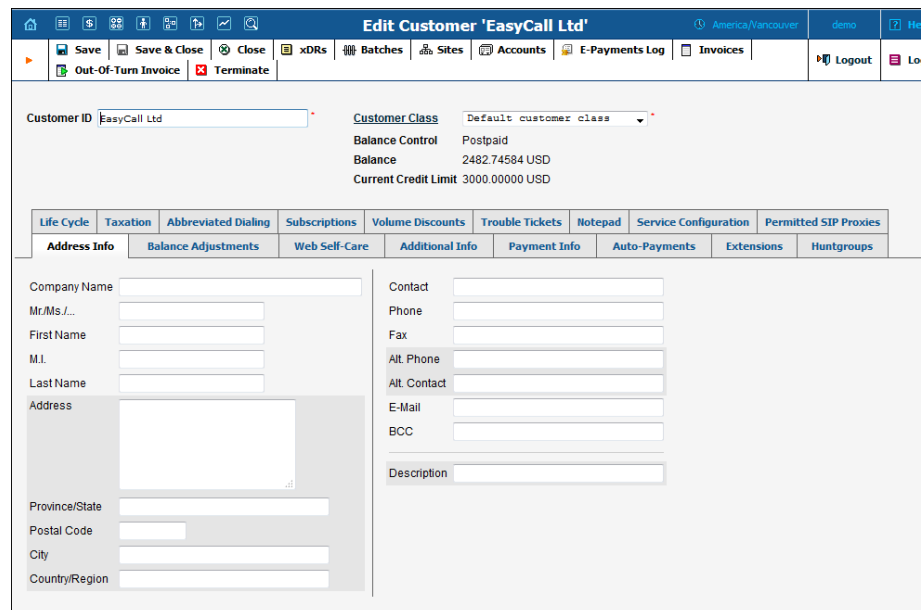 Edit Customer 'EasyCall Ltd' America/Vancouver demo ? He
Save Save & Close Close xDRs Batches Sites Accounts E-Payments Log Invoices
Out-Of-Turn Invoice Terminate Logout Lo
Customer ID EasyCall Ltd * Customer Class Default customer class *
Balance Control Postpaid
Balance 2482.74584 USD
Current Credit Limit 3000.00000 USD
Life Cycle Taxation Abbreviated Dialing Subscriptions Volume Discounts Trouble Tickets Notepad Service Configuration Permitted SIP Proxies
Address Info Balance Adjustments Web Self-Care Additional Info Payment Info Auto-Payments Extensions Huntgroups
Company Name Contact
Mr./Ms./... Phone
First Name Fax
M.I. Alt. Phone
Last Name Alt. Contact
Address E-Mail
BCC
Description
Province/State
Postal Code
City
Country/Region